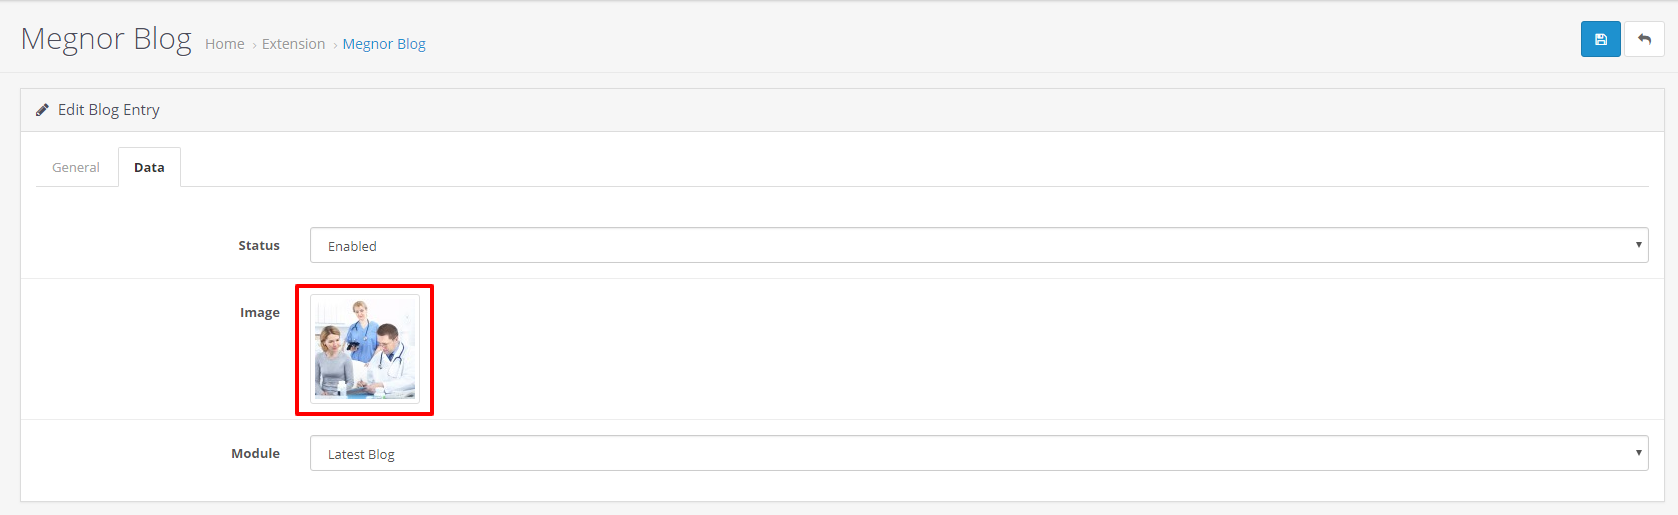 Megnor Blog Home › Extension › Megnor Blog
Edit Blog Entry
General Data
Status Enabled
Image
Module Latest Blog